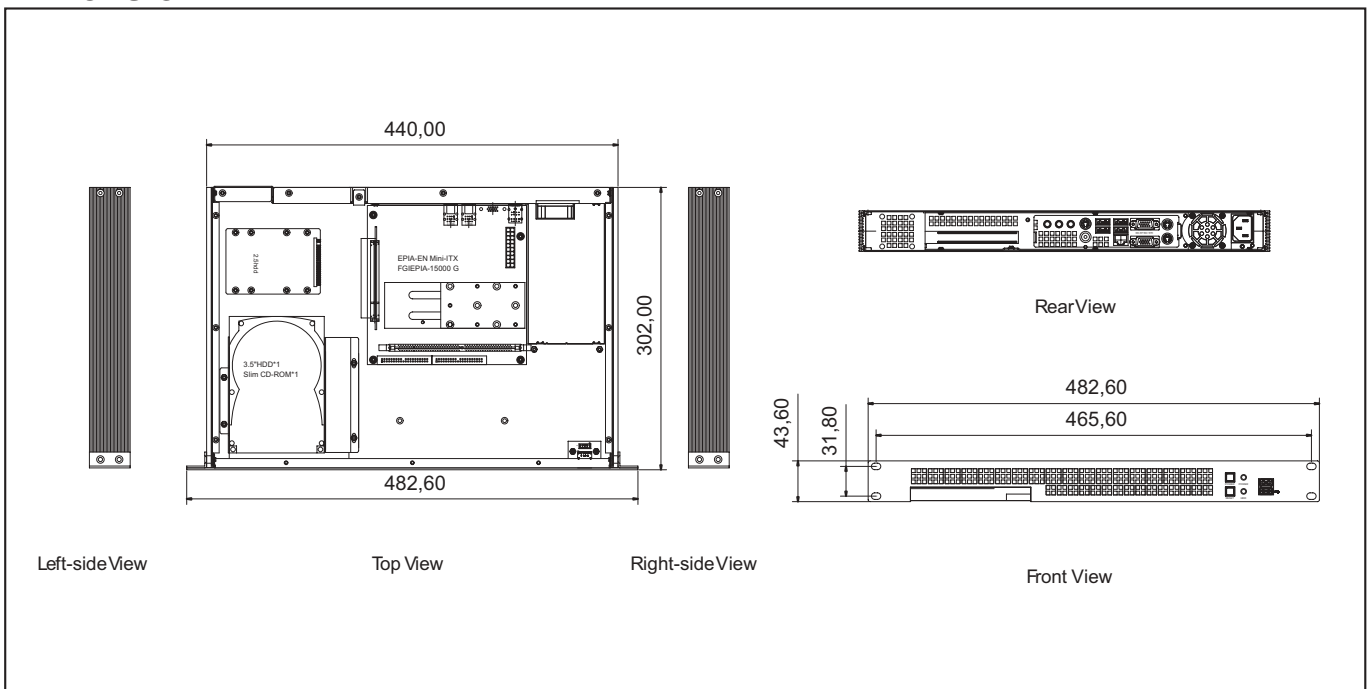 440,00
2.5hdd
EPIA-EN Mini-ITX
FGIEPIA-15000 G
302,00
3.5"HDD*1
Slim CD-ROM*1
482,60
Left-side View
Top View
Right-side View
Rear View
482,60
465,60
43,60
31,80
Front View